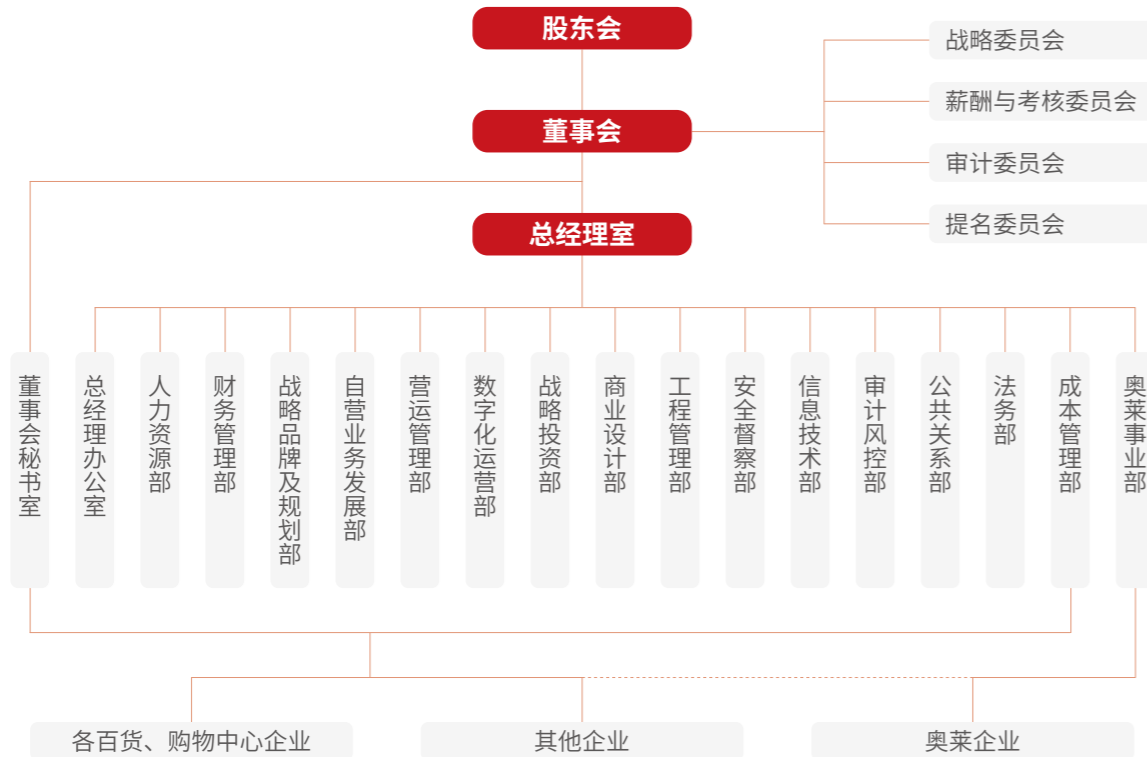 股东会
战略委员会
薪酬与考核委员会
董事会
审计委员会
提名委员会
总经理室
董事会秘书室
总经理办公室
人力资源部
财务管理部
战略品牌及规划部
自营业务发展部
营运管理部
数字化运营部
战略投资部
商业设计部
工程管理部
安全督察部
信息技术部
审计风控部
公共关系部
法务部
成本管理部
奥莱事业部
各百货、购物中心企业
其他企业
奥莱企业